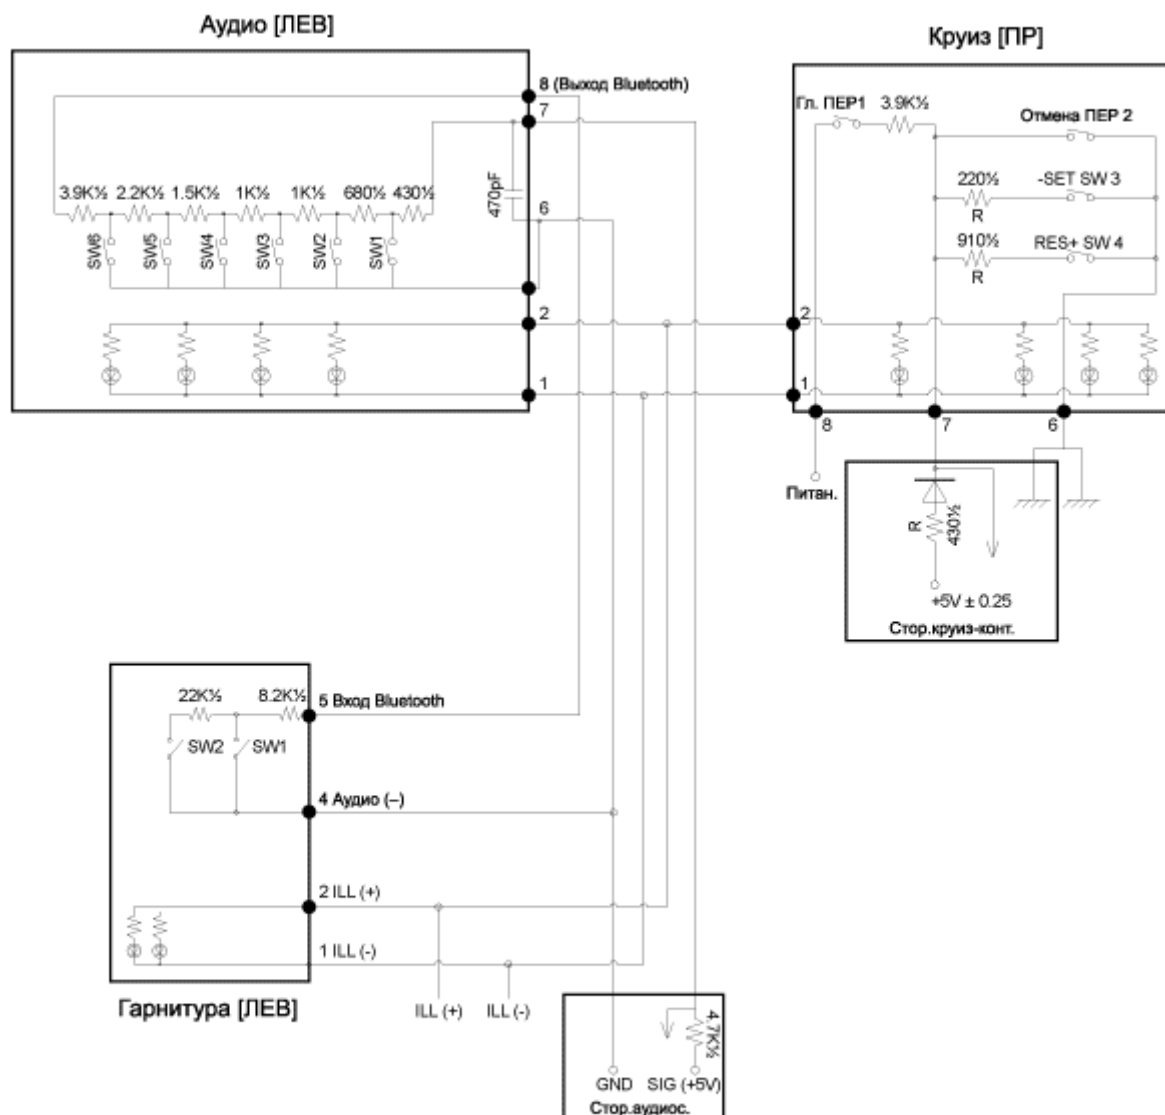 Аудио [ЛЕВ]
Круиз [ПР]
8 (Выход Bluetooth)
7
Гл. ПЕР1
3.9K½
Отмена ПЕР 2
3.9K½
2.2K½
1.5K½
1K½
1K½
680½
430½
470pF
6
220½
-SET SW 3
R
SW6
SW5
SW4
SW3
SW2
SW1
910½
RES+ SW 4
R
2
2
1
1
8
7
6
Питан.
R
430½
+5V ± 0.25
Стор.круиз-конт.
22K½
8.2K½
5 Вход Bluetooth
SW2
SW1
4 Аудио (–)
2 ILL (+)
1 ILL (-)
Гарнитура [ЛЕВ]
ILL (+)
ILL (-)
4.7K½
GND
SIG (+5V)
Стор.аудиос.